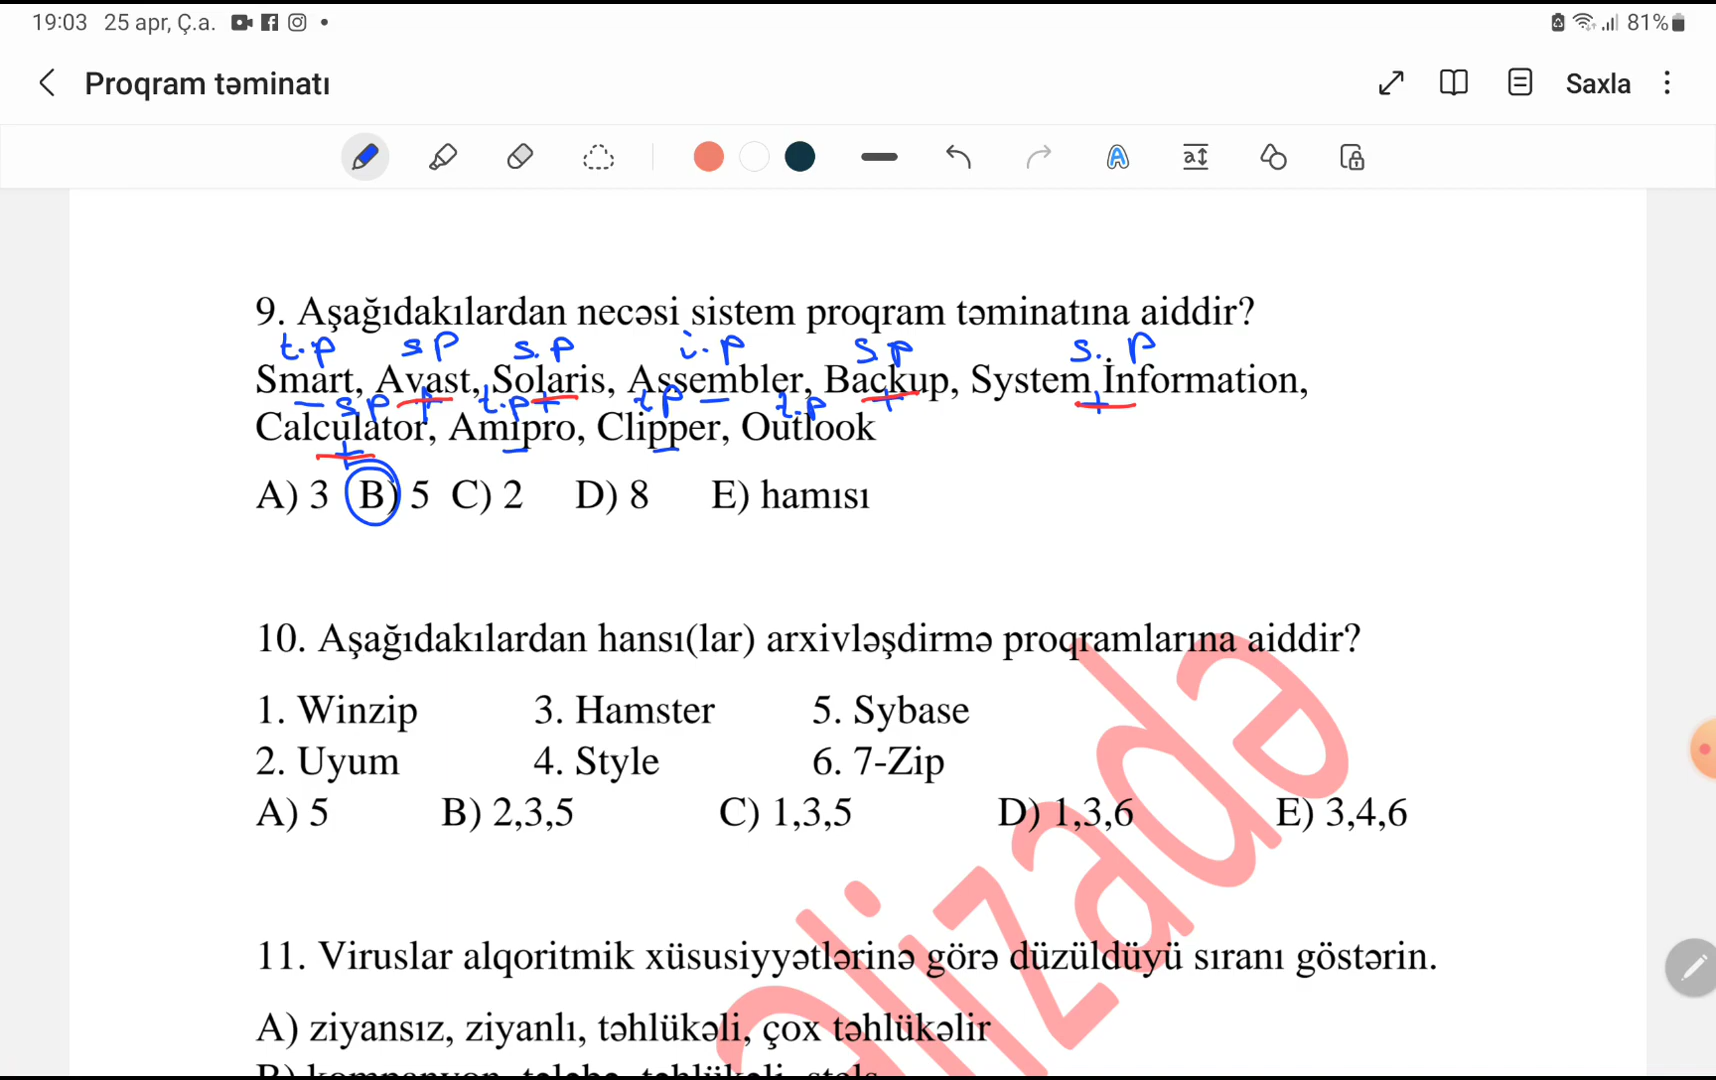 19:03 25 apr, Ç.a. 81%
Proqram təminatı Saxla
9. Aşağıdakılardan necəsi sistem proqram təminatına aiddir?
t.p s p s. p i. p s p s. p
Smart, Avast, Solaris, Assembler, Backup, System İnformation,
s p t.p t p t.p
Calculator, Amipro, Clipper, Outlook
A) 3 B) 5 C) 2 D) 8 E) hamısı
10. Aşağıdakılardan hansı(lar) arxivləşdirmə proqramlarına aiddir?
1. Winzip 3. Hamster 5. Sybase
2. Uyum 4. Style 6. 7-Zip
A) 5 B) 2,3,5 C) 1,3,5 D) 1,3,6 E) 3,4,6
11. Viruslar alqoritmik xüsusiyyətlərinə görə düzüldüyü sıranı göstərin.
A) ziyansız, ziyanlı, təhlükəli, çox təhlükəlir
əlizadə